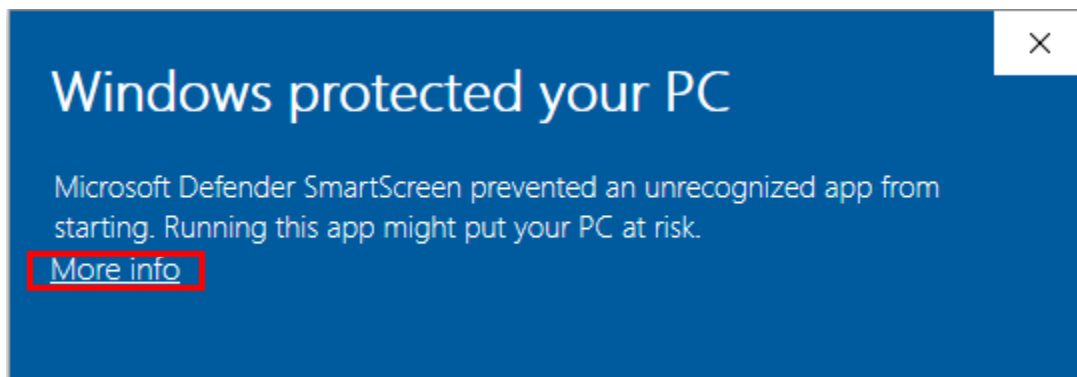 Windows protected your PC
Microsoft Defender SmartScreen prevented an unrecognized app from
starting. Running this app might put your PC at risk.
More info